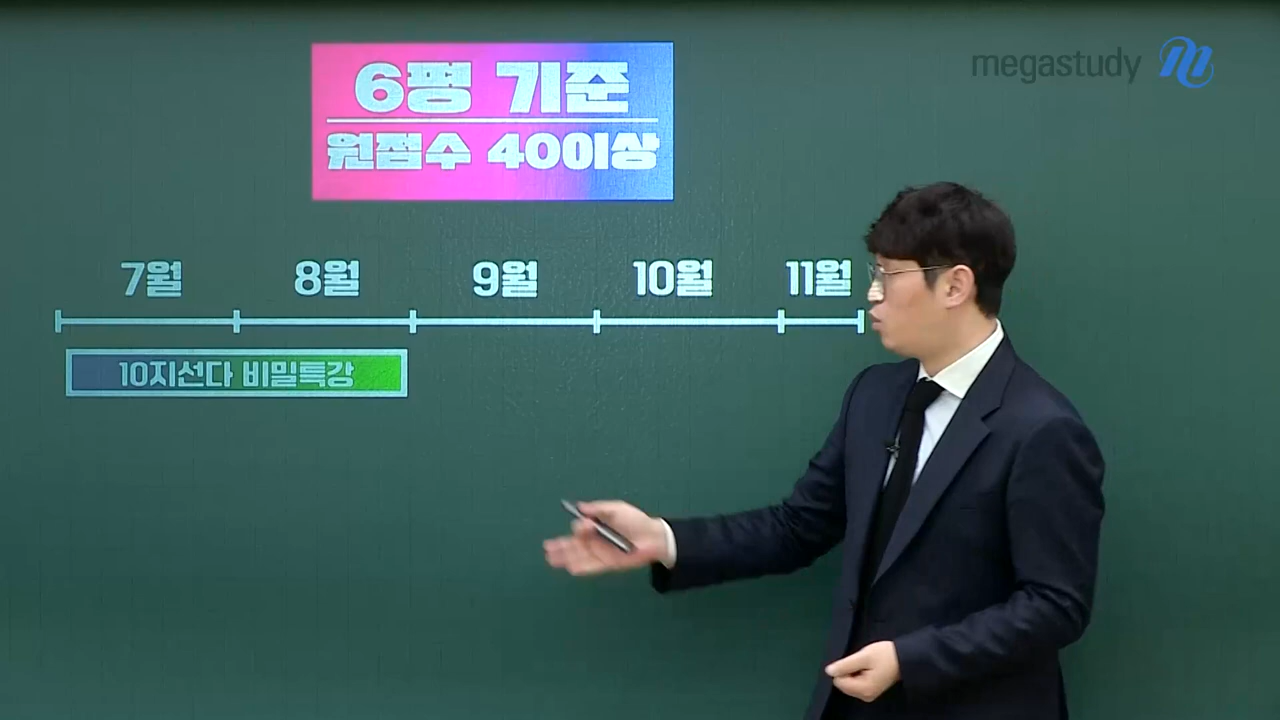 megastudy
6평 기준
원점수 40이상
7월 8월 9월 10월 11월
10지선다 비밀특강